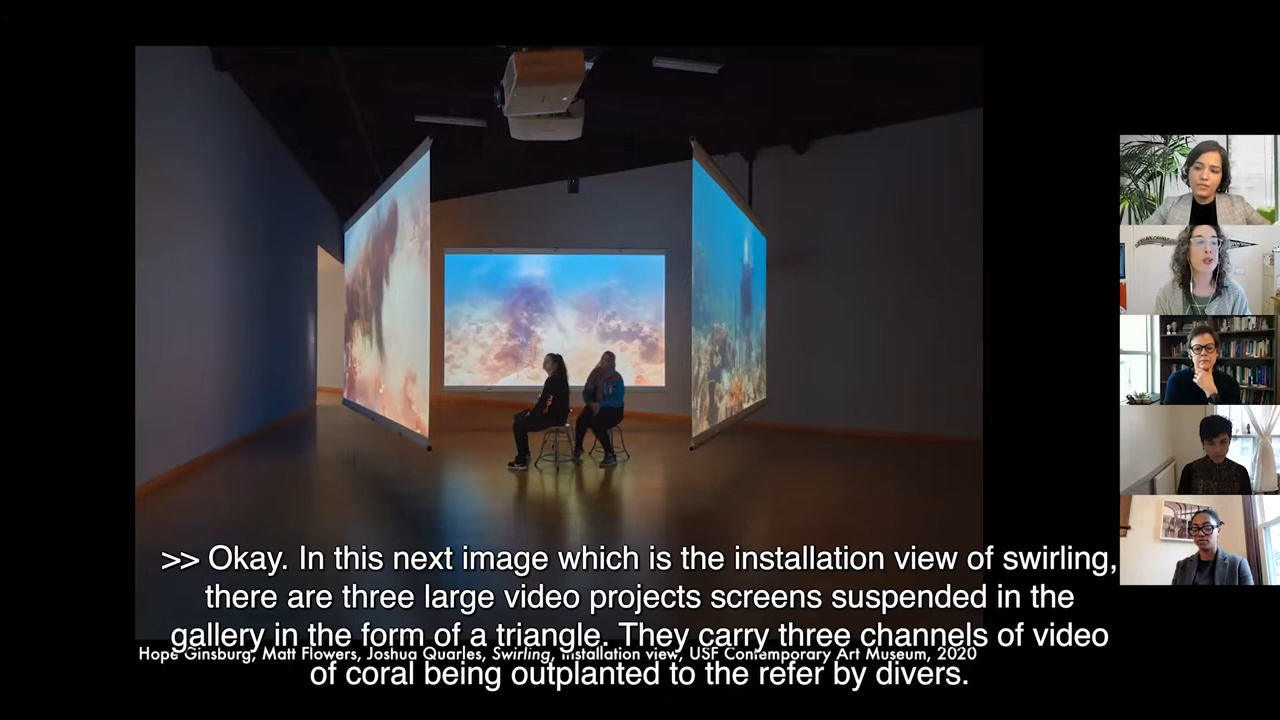 >> Okay. In this next image which is the installation view of swirling,
there are three large video projects screens suspended in the
gallery in the form of a triangle. They carry three channels of video
Hope Ginsburg, Matt Flowers, Joshua Quarles, Swirling, installation view, USF Contemporary Art Museum, 2020
of coral being outplanted to the refer by divers.